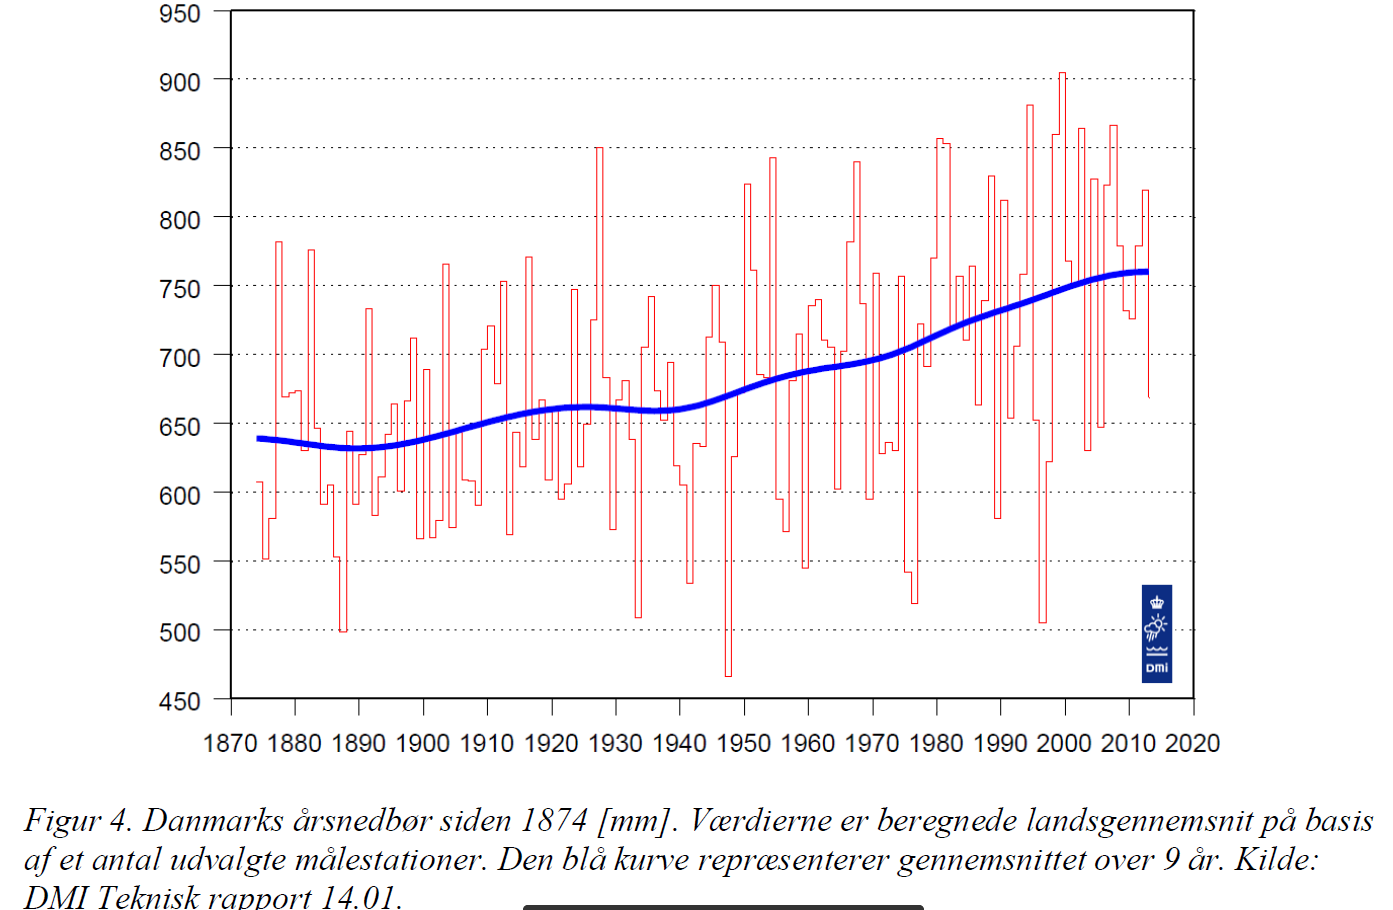 950
900
850
800
750
700
650
600
550
500
450
DMi
1870 1880 1890 1900 1910 1920 1930 1940 1950 1960 1970 1980 1990 2000 2010 2020
Figur 4. Danmarks årsnedbør siden 1874 [mm]. Værdierne er beregnede landsgennemsnit på basis
af et antal udvalgte målestationer. Den blå kurve repræsenterer gennemsnittet over 9 år. Kilde:
DMI Teknisk rapport 14.01.